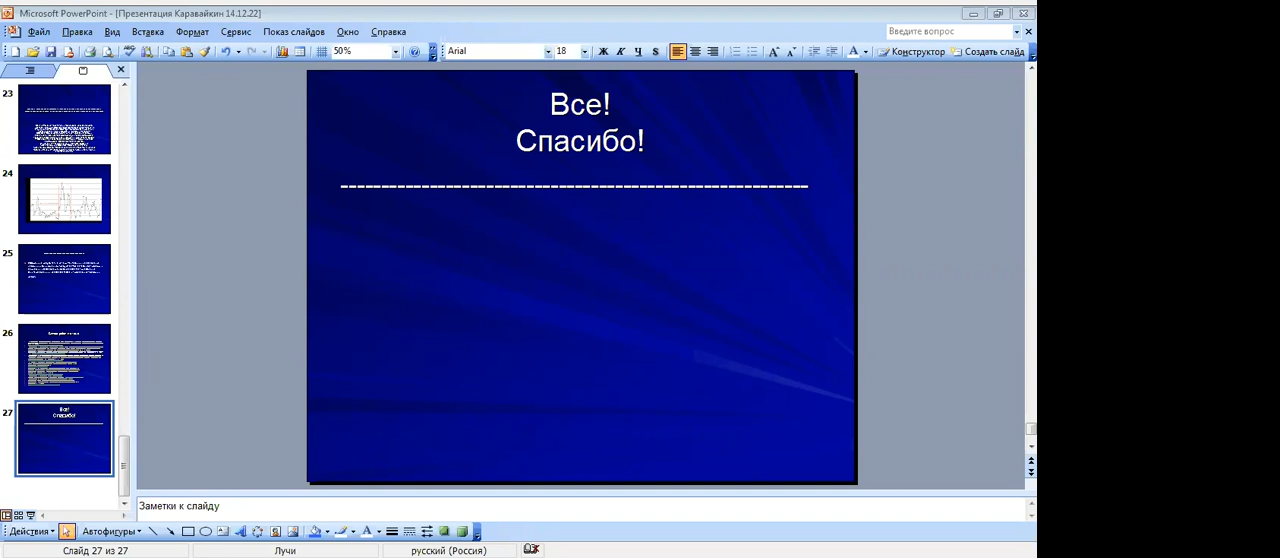 Microsoft PowerPoint - [Презентация Каравайкин 14.12.22]
Файл Правка Вид Вставка Формат Сервис Показ слайдов Окно Справка
Введите вопрос
50% Arial 18 Ж К Ч S Конструктор Создать слайд
23
24
25
26
27
Все!
Спасибо!
Все!
Спасибо!
Заметки к слайду
Действия Автофигуры
Слайд 27 из 27 Лучи русский (Россия)